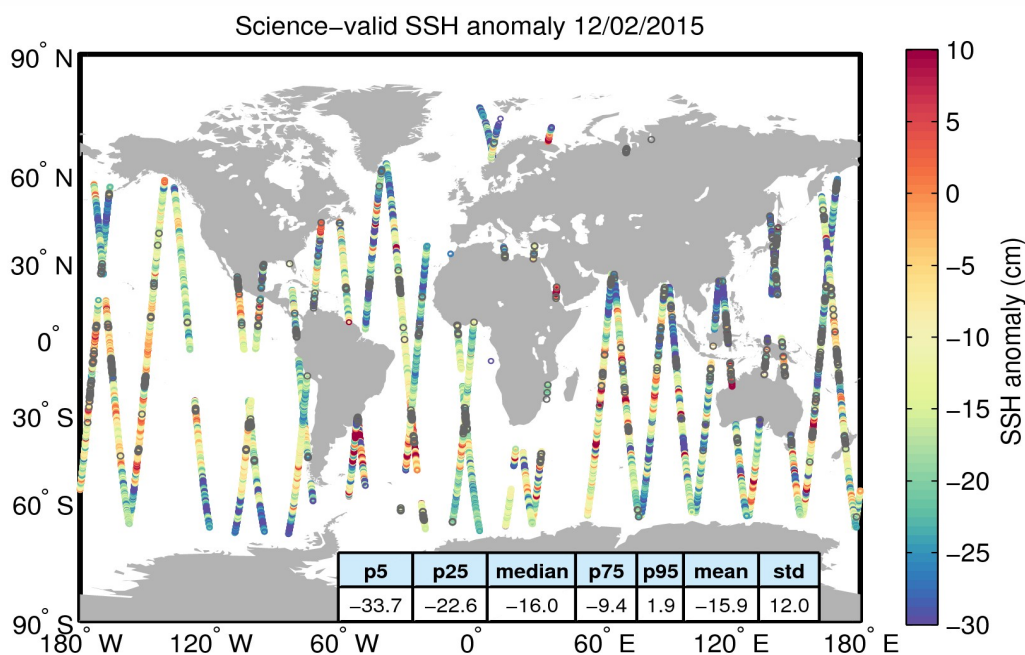 Science−valid SSH anomaly 12/02/2015
90° N
60° N
30° N
0°
30° S
60° S
90° S
180° W
120° W
60° W
0°
60° E
120° E
180° E
p5 p25 median p75 p95 mean std
−33.7 −22.6 −16.0 −9.4 1.9 −15.9 12.0
10
5
0
−5
−10
−15
−20
−25
−30
SSH anomaly (cm)